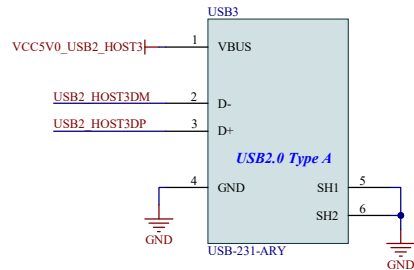 USB3
VCC5V0_USB2_HOST3 1 VBUS
USB2_HOST3DM 2 D-
USB2_HOST3DP 3 D+
USB2.0 Type A
4 GND SH1 5
SH2 6
GND
USB-231-ARY
GND